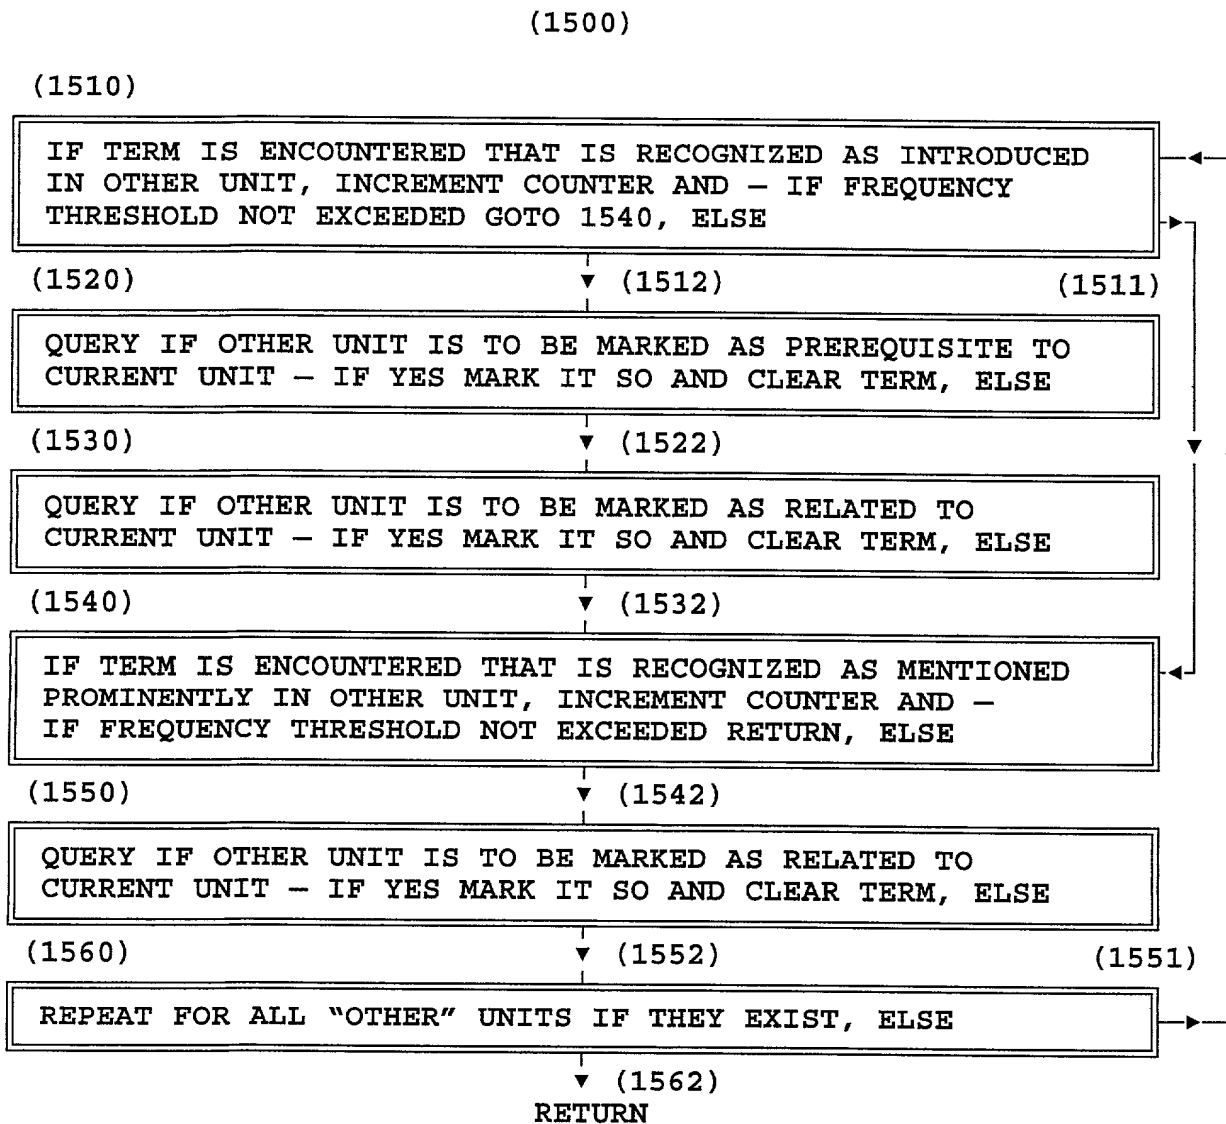 (1500)
(1510)
IF TERM IS ENCOUNTERED THAT IS RECOGNIZED AS INTRODUCED
IN OTHER UNIT, INCREMENT COUNTER AND — IF FREQUENCY
THRESHOLD NOT EXCEEDED GOTO 1540, ELSE
(1520) (1512) (1511)
QUERY IF OTHER UNIT IS TO BE MARKED AS PREREQUISITE TO
CURRENT UNIT — IF YES MARK IT SO AND CLEAR TERM, ELSE
(1530) (1522)
QUERY IF OTHER UNIT IS TO BE MARKED AS RELATED TO
CURRENT UNIT — IF YES MARK IT SO AND CLEAR TERM, ELSE
(1540) (1532)
IF TERM IS ENCOUNTERED THAT IS RECOGNIZED AS MENTIONED
PROMINENTLY IN OTHER UNIT, INCREMENT COUNTER AND —
IF FREQUENCY THRESHOLD NOT EXCEEDED RETURN, ELSE
(1550) (1542)
QUERY IF OTHER UNIT IS TO BE MARKED AS RELATED TO
CURRENT UNIT — IF YES MARK IT SO AND CLEAR TERM, ELSE
(1560) (1552) (1551)
REPEAT FOR ALL "OTHER" UNITS IF THEY EXIST, ELSE
(1562)
RETURN